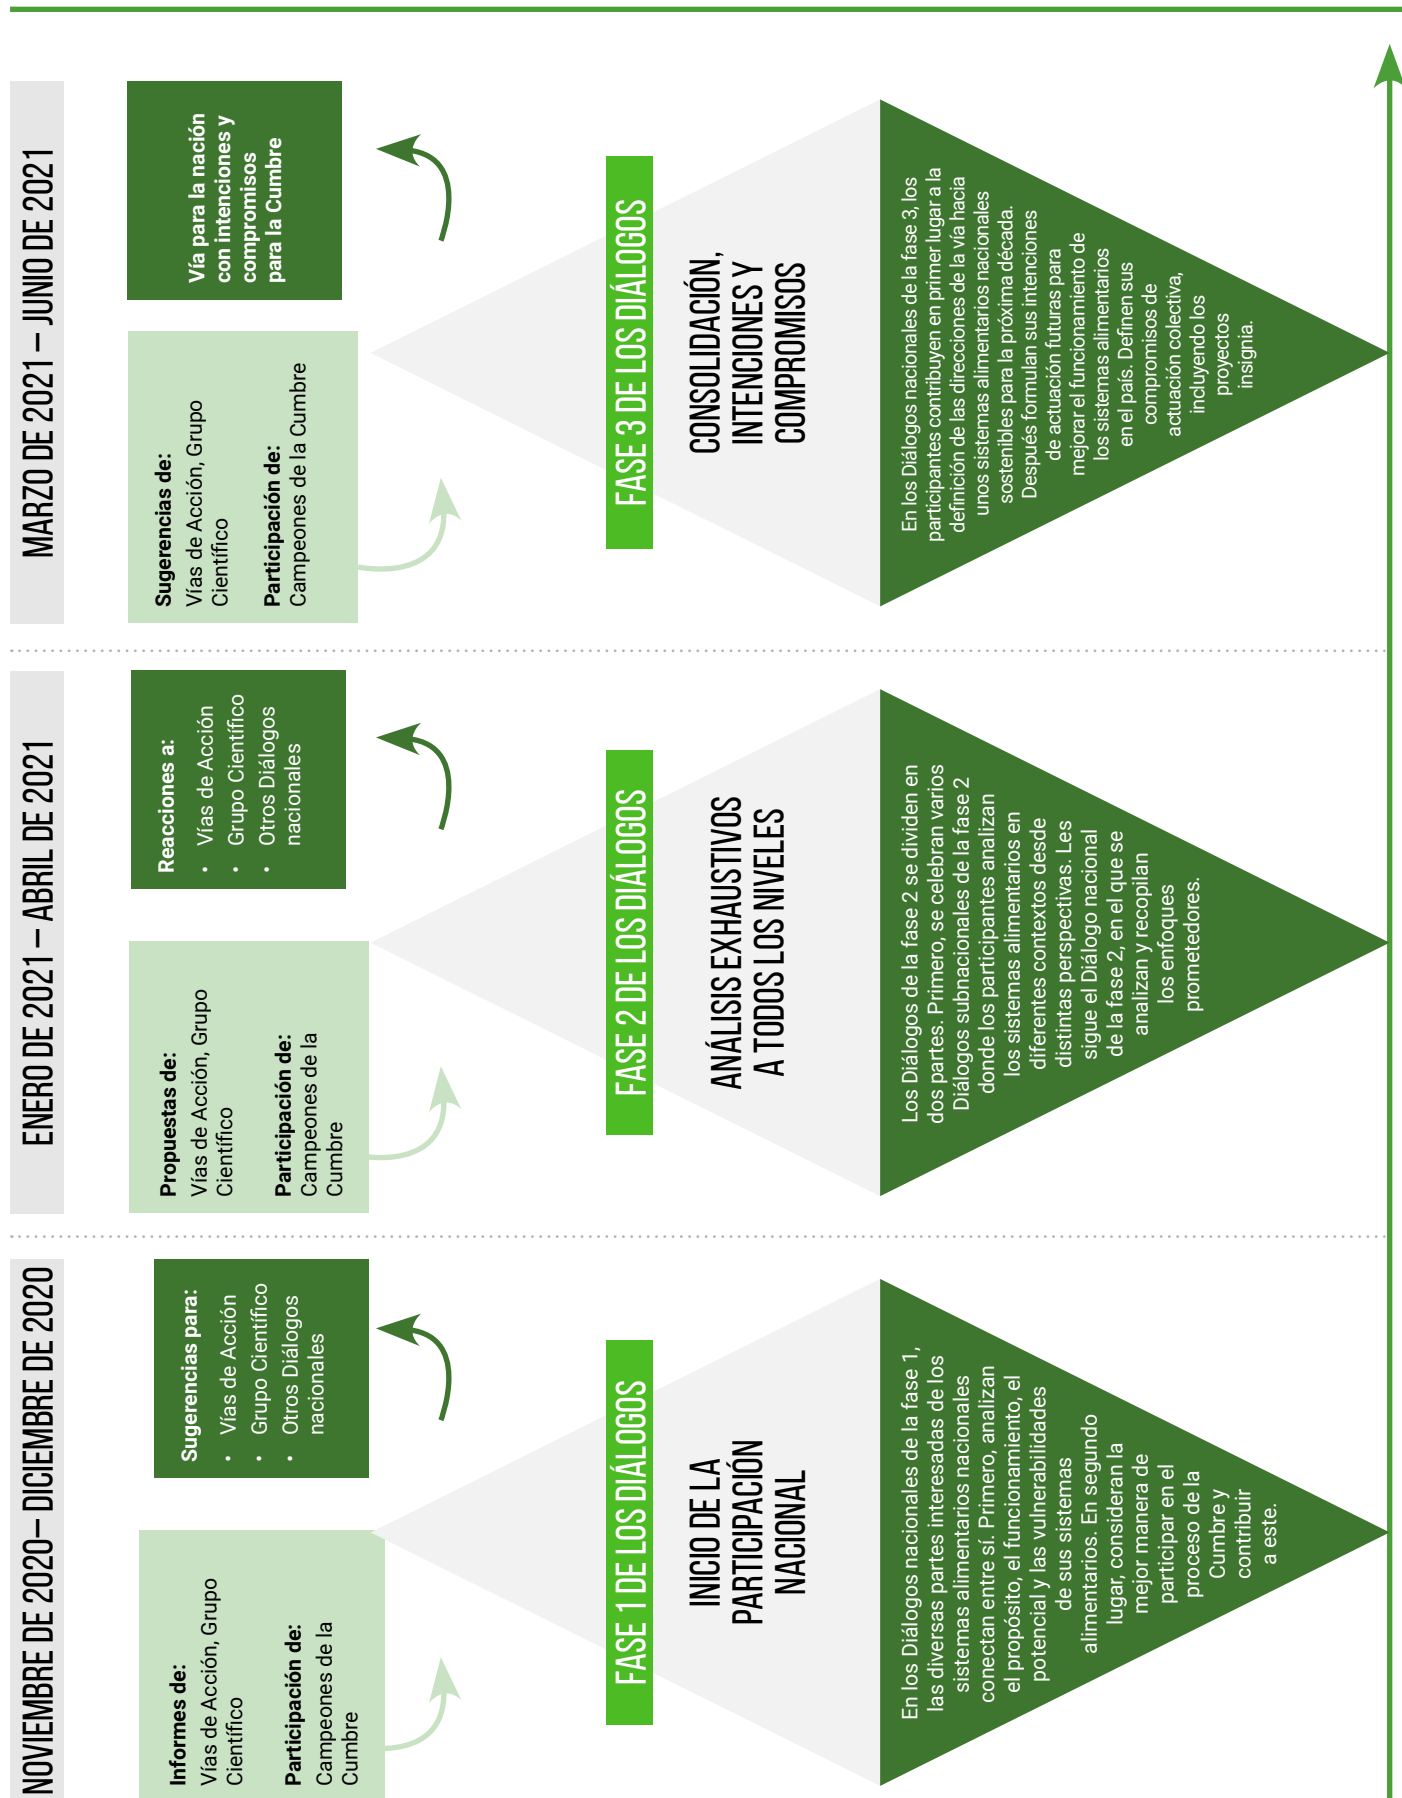 NOVIEMBRE DE 2020– DICIEMBRE DE 2020
Informes de:
Vías de Acción, Grupo
Científico
Participación de:
Campeones de la
Cumbre
Sugerencias para:
• Vías de Acción
• Grupo Científico
• Otros Diálogos
nacionales
FASE 1 DE LOS DIÁLOGOS
INICIO DE LA
PARTICIPACIÓN
NACIONAL
En los Diálogos nacionales de la fase 1,
las diversas partes interesadas de los
sistemas alimentarios nacionales
conectan entre sí. Primero, analizan
el propósito, el funcionamiento, el
potencial y las vulnerabilidades
de sus sistemas
alimentarios. En segundo
lugar, consideran la
mejor manera de
participar en el
proceso de la
Cumbre y
contribuir
a este.
ENERO DE 2021 – ABRIL DE 2021
Propuestas de:
Vías de Acción, Grupo
Científico
Participación de:
Campeones de la
Cumbre
Reacciones a:
• Vías de Acción
• Grupo Científico
• Otros Diálogos
nacionales
FASE 2 DE LOS DIÁLOGOS
ANÁLISIS EXHAUSTIVOS
A TODOS LOS NIVELES
Los Diálogos de la fase 2 se dividen en
dos partes. Primero, se celebran varios
Diálogos subnacionales de la fase 2
donde los participantes analizan
los sistemas alimentarios en
diferentes contextos desde
distintas perspectivas. Les
sigue el Diálogo nacional
de la fase 2, en el que se
analizan y recopilan
los enfoques
prometedores.
MARZO DE 2021 – JUNIO DE 2021
Sugerencias de:
Vías de Acción, Grupo
Científico
Participación de:
Campeones de la Cumbre
Vía para la nación
con intenciones y
compromisos
para la Cumbre
FASE 3 DE LOS DIÁLOGOS
CONSOLIDACIÓN,
INTENCIONES Y
COMPROMISOS
En los Diálogos nacionales de la fase 3, los
participantes contribuyen en primer lugar a la
definición de las direcciones de la vía hacia
unos sistemas alimentarios nacionales
sostenibles para la próxima década.
Después formulan sus intenciones
de actuación futuras para
mejorar el funcionamiento de
los sistemas alimentarios
en el país. Definen sus
compromisos de
actuación colectiva,
incluyendo los
proyectos
insignia.